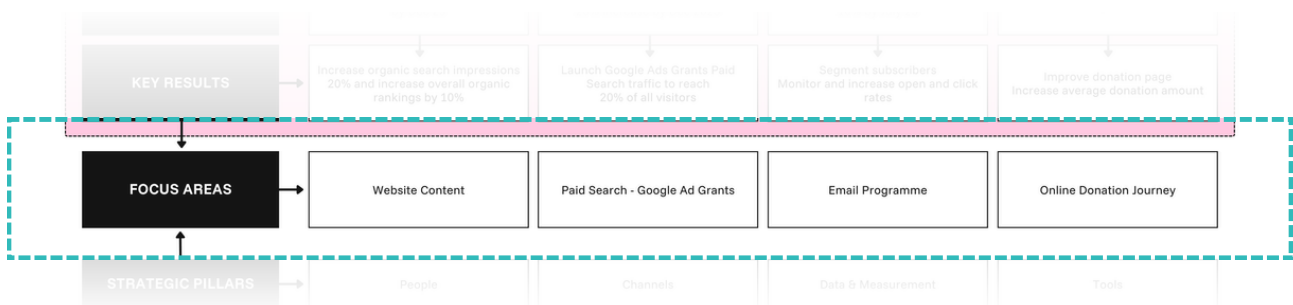 KEY RESULTS
Increase organic search impressions
20% and increase overall organic
rankings by 10%
Launch Google Ads Grants Paid
Search traffic to reach
20% of all visitors
Segment subscribers
Monitor and increase open and click
rates
Improve donation page
Increase average donation amount
FOCUS AREAS
Website Content
Paid Search - Google Ad Grants
Email Programme
Online Donation Journey
STRATEGIC PILLARS
People
Channels
Data & Measurement
Tools